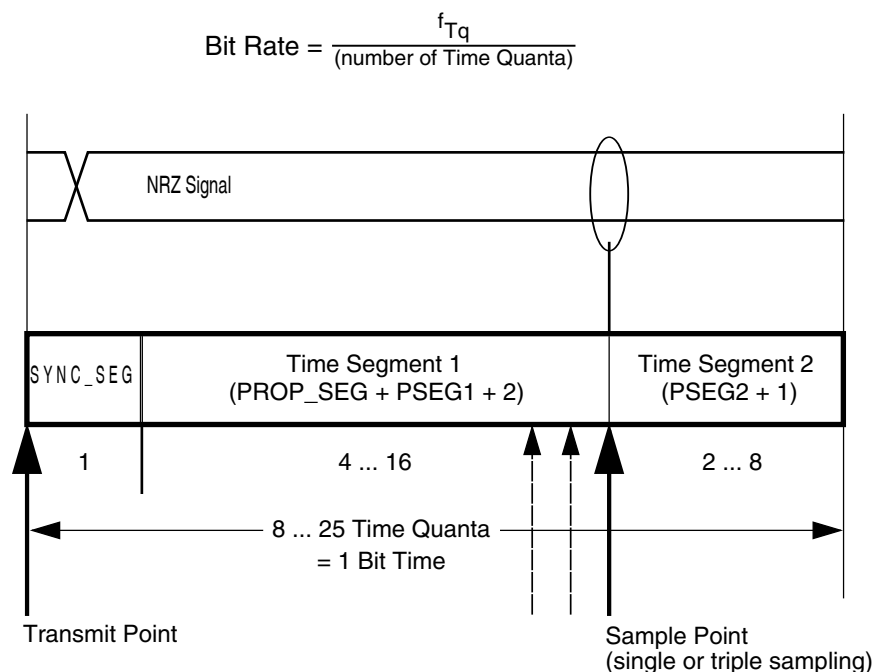 Bit Rate = fTq / (number of Time Quanta)
NRZ Signal
SYNC_SEG
Time Segment 1
(PROP_SEG + PSEG1 + 2)
Time Segment 2
(PSEG2 + 1)
1
4 ... 16
2 ... 8
8 ... 25 Time Quanta
= 1 Bit Time
Transmit Point
Sample Point
(single or triple sampling)